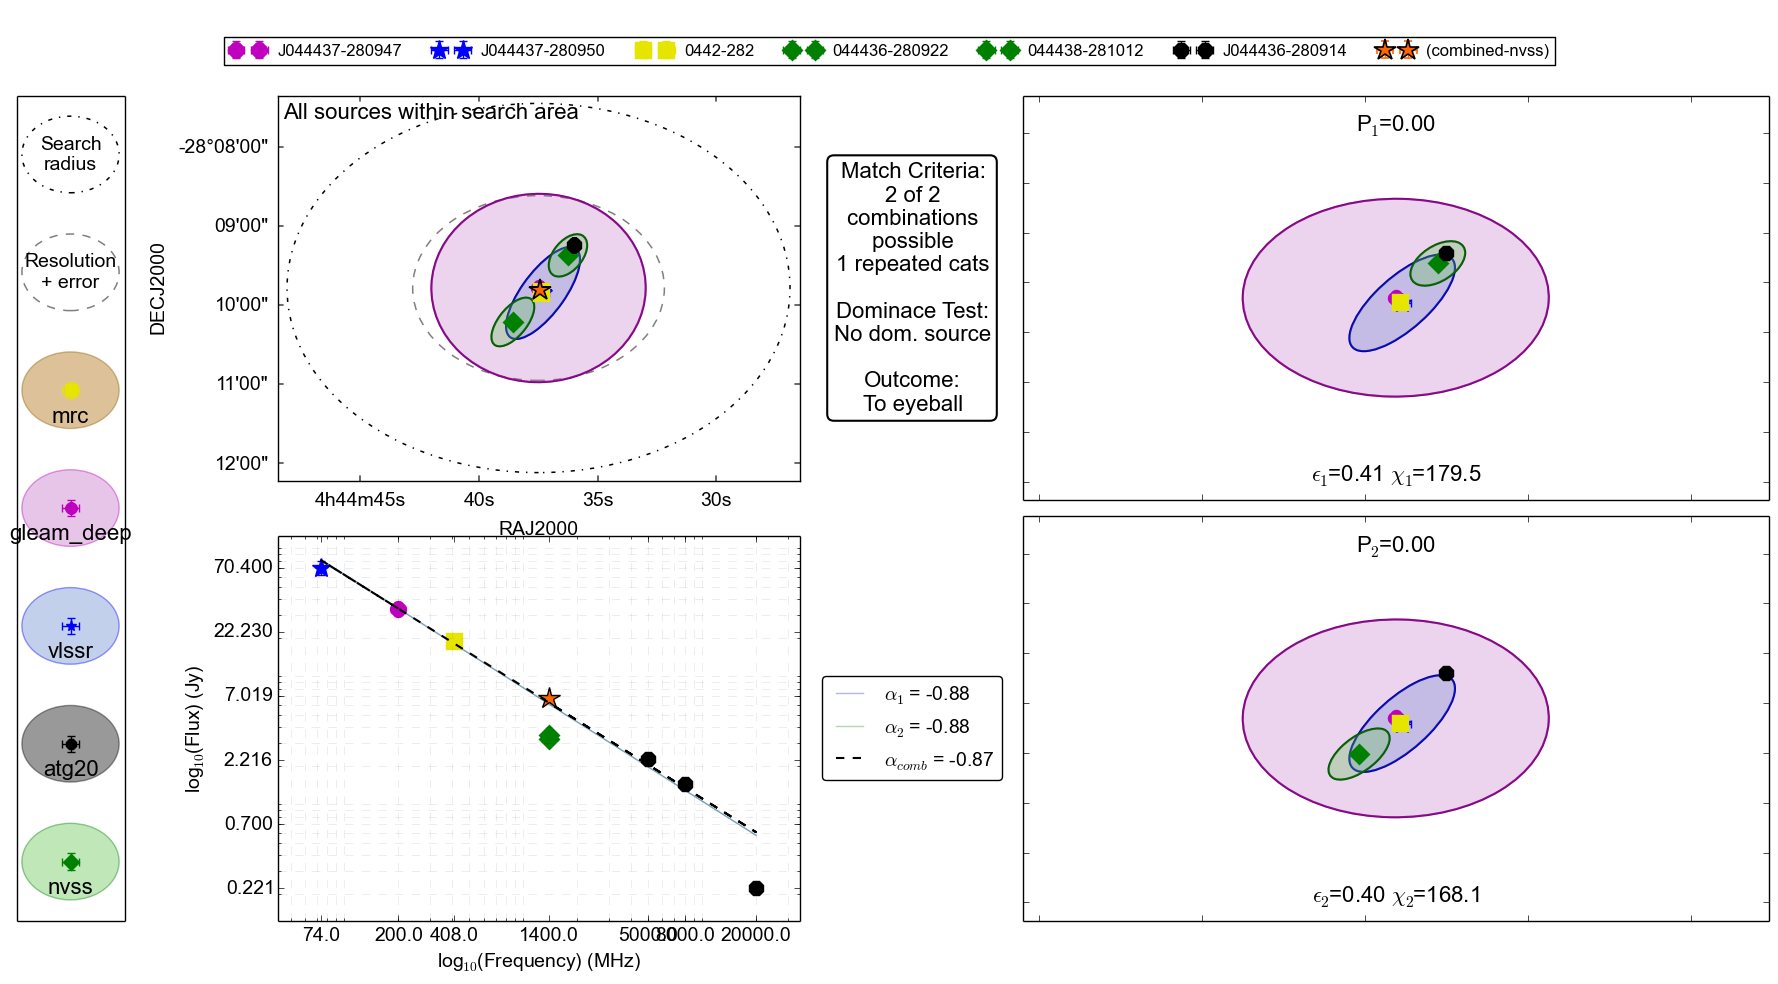 J044437-280947 J044437-280950 0442-282 044436-280922 044438-281012 J044436-280914 (combined-nvss)
Search
radius
Resolution
+ error
mrc
gleam_deep
vlssr
atg20
nvss
All sources within search area
DECJ2000
-28°08'00"
09'00"
10'00"
11'00"
12'00"
4h44m45s 40s 35s 30s
RAJ2000
Match Criteria:
2 of 2
combinations
possible
1 repeated cats
Dominace Test:
No dom. source
Outcome:
To eyeball
P1=0.00
ϵ1=0.41 χ1=179.5
log10(Flux) (Jy)
70.400
22.230
7.019
2.216
0.700
0.221
74.0 200.0 408.0 1400.0 5000.0 8000.0 20000.0
log10(Frequency) (MHz)
α1 = -0.88
α2 = -0.88
αcomb = -0.87
P2=0.00
ϵ2=0.40 χ2=168.1